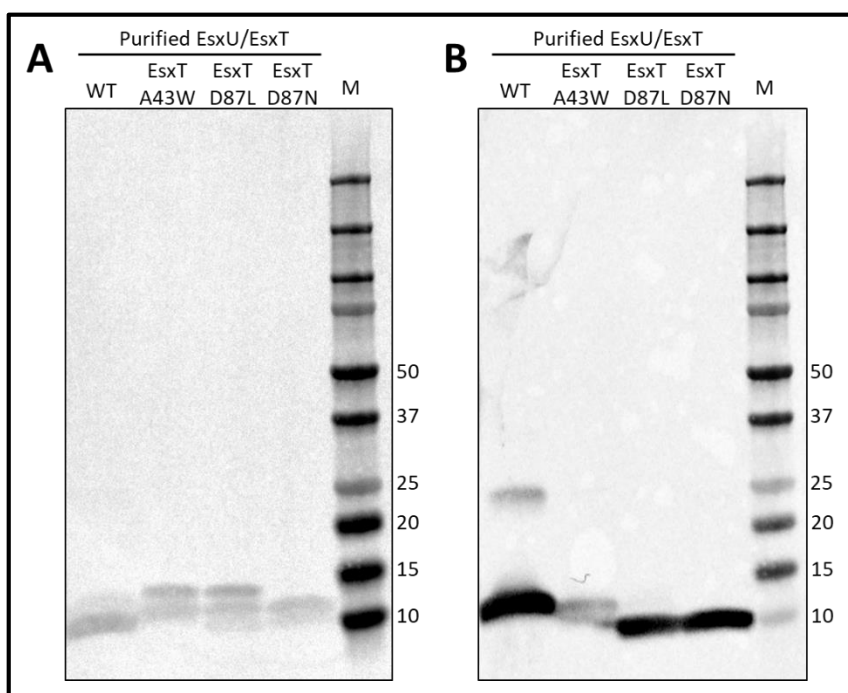 A
Purified EsxU/EsxT
WT
EsxT
A43W
EsxT
D87L
EsxT
D87N
M
50
37
25
20
15
10
B
Purified EsxU/EsxT
WT
EsxT
A43W
EsxT
D87L
EsxT
D87N
M
50
37
25
20
15
10